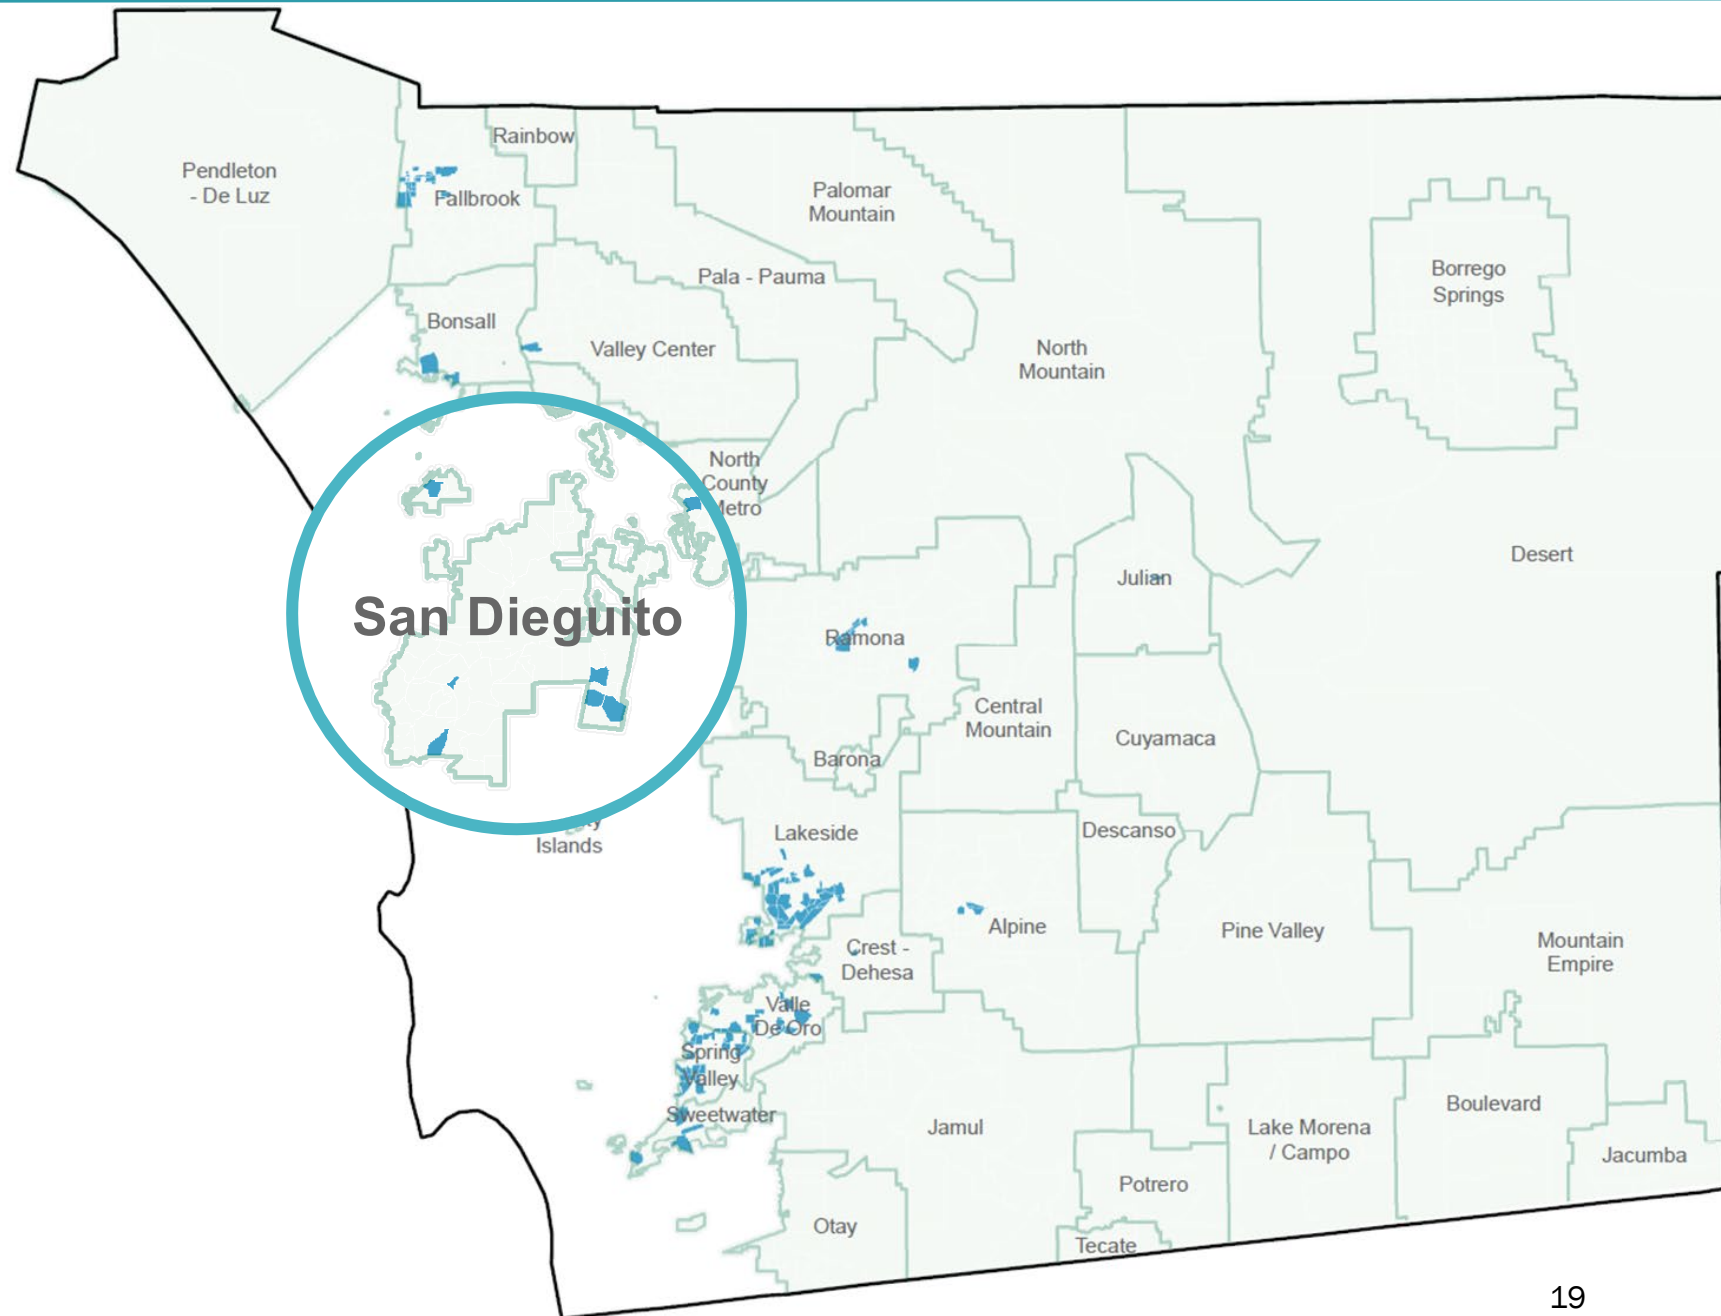 Rainbow
Pendleton
- De Luz
Fallbrook
Palomar
Mountain
Pala - Pauma
Borrego
Springs
Bonsall
Valley Center
North
Mountain
North
County
Metro
Desert
Julian
San Dieguito
Ramona
Central
Mountain
Cuyamaca
Barona
Lakeside
Descanso
Islands
Alpine
Pine Valley
Crest -
Dehesa
Mountain
Empire
Valle
De Oro
Spring
Valley
Sweetwater
Jamul
Lake Morena
/ Campo
Boulevard
Jacumba
Potrero
Otay
Tecate
19